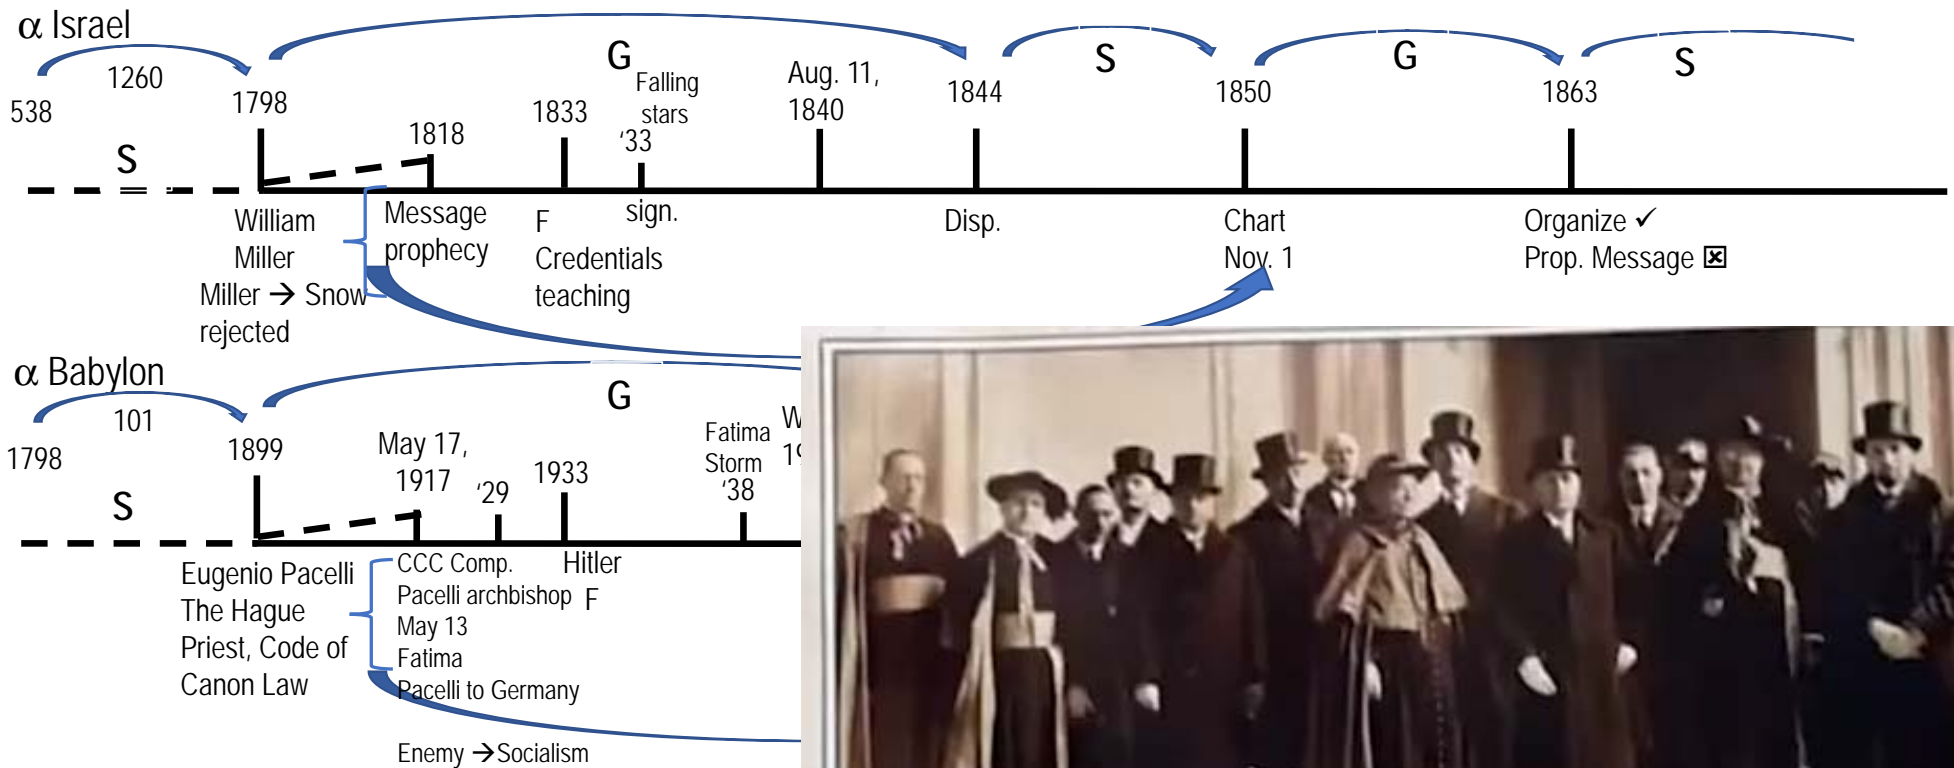 α Israel
538
1260
S
1798
G
1818
1833
Falling
stars
‘33
Aug. 11,
1840
1844
S
1850
G
1863
S
William
Miller
Miller → Snow
rejected
Message
prophecy
F
Credentials
teaching
sign.
Disp.
Chart
Nov. 1
Organize ✓
Prop. Message ☒
α Babylon
1798
101
S
1899
G
May 17,
1917
‘29
1933
Fatima
Storm
‘38
Eugenio Pacelli
The Hague
Priest, Code of
Canon Law
CCC Comp.
Pacelli archbishop
May 13
Fatima
Pacelli to Germany
Hitler
F
Enemy → Socialism